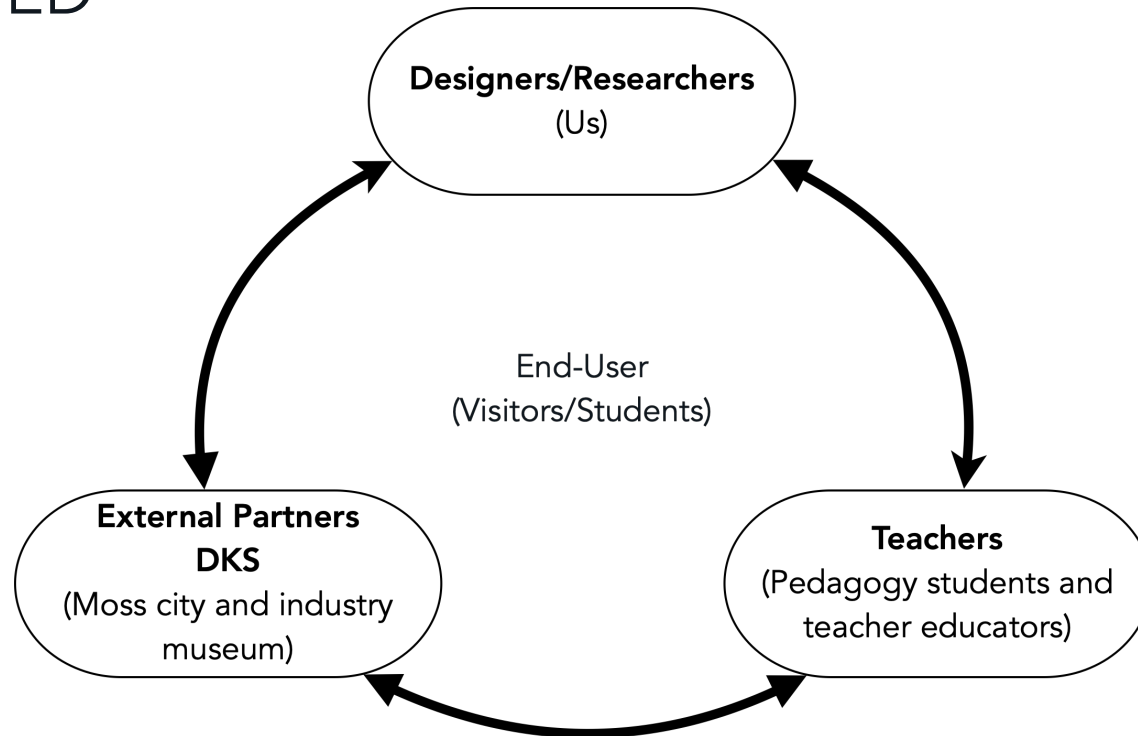 ED
Designers/Researchers
(Us)
End-User
(Visitors/Students)
External Partners
DKS
(Moss city and industry
museum)
Teachers
(Pedagogy students and
teacher educators)